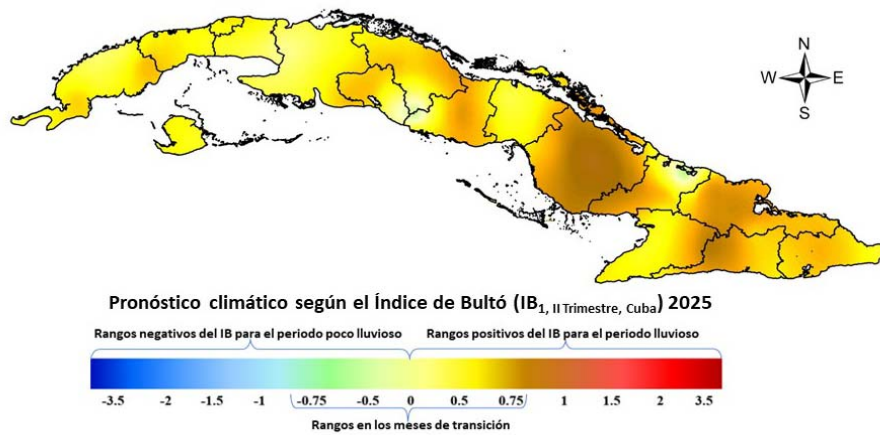 N
W E
S
Pronóstico climático según el Índice de Bultó (IB1, II Trimestre, Cuba) 2025
Rangos negativos del IB para el periodo poco lluvioso Rangos positivos del IB para el periodo lluvioso
-3.5 -2 -1.5 -1 -0.75 -0.5 0 0.5 0.75 1 1.5 2 3.5
Rangos en los meses de transición